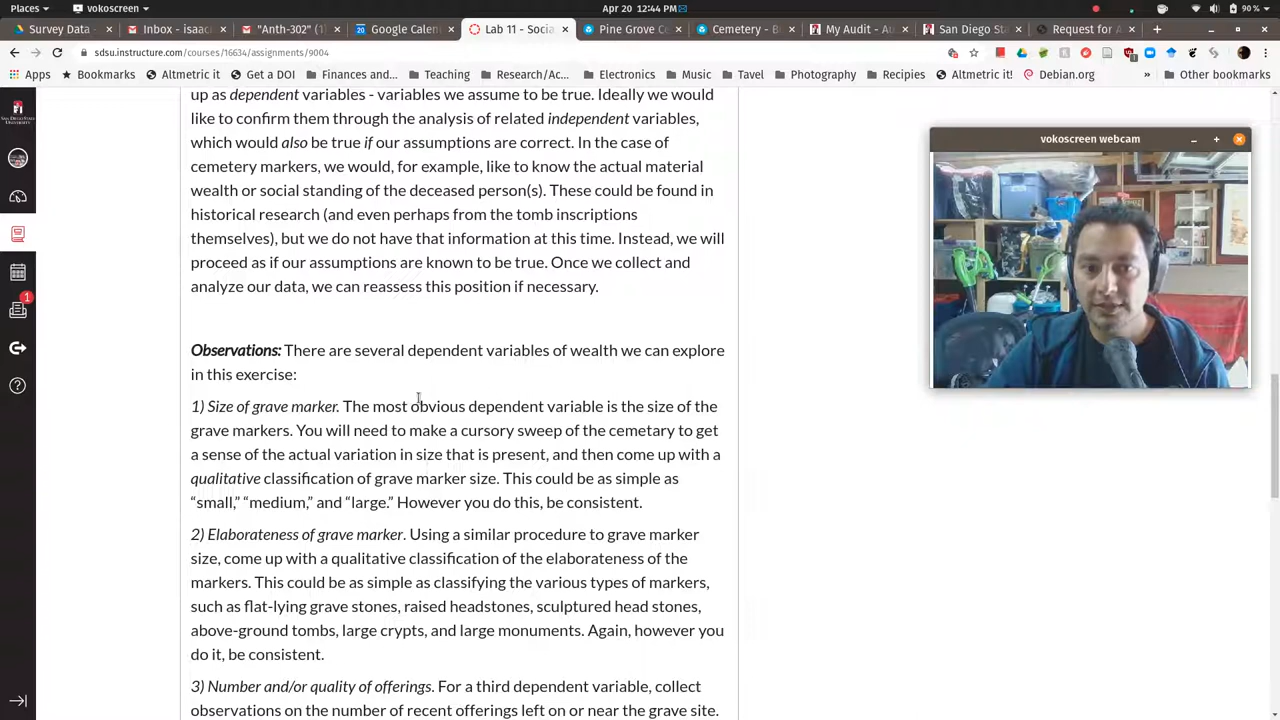 Places
vokoscreen
Apr 20 12:44 PM
90 %
Survey Data -
Inbox - isaac
"Anth-302" (1
Google Calen
Lab 11 - Socia
Pine Grove Ce
Cemetery - B
My Audit - Au
San Diego Sta
Request for A
sdsu.instructure.com/courses/16634/assignments/9004
Apps
Bookmarks
Altmetric it
Get a DOI
Finances and...
Teaching
Research/Ac...
Electronics
Music
Tavel
Photography
Recipies
Altmetric it!
Debian.org
»
Other bookmarks
vokoscreen webcam
1
up as dependent variables - variables we assume to be true. Ideally we would
like to confirm them through the analysis of related independent variables,
which would also be true if our assumptions are correct. In the case of
cemetery markers, we would, for example, like to know the actual material
wealth or social standing of the deceased person(s). These could be found in
historical research (and even perhaps from the tomb inscriptions
themselves), but we do not have that information at this time. Instead, we will
proceed as if our assumptions are known to be true. Once we collect and
analyze our data, we can reassess this position if necessary.
Observations: There are several dependent variables of wealth we can explore
in this exercise:
1) Size of grave marker. The most obvious dependent variable is the size of the
grave markers. You will need to make a cursory sweep of the cemetary to get
a sense of the actual variation in size that is present, and then come up with a
qualitative classification of grave marker size. This could be as simple as
“small,” “medium,” and “large.” However you do this, be consistent.
2) Elaborateness of grave marker. Using a similar procedure to grave marker
size, come up with a qualitative classification of the elaborateness of the
markers. This could be as simple as classifying the various types of markers,
such as flat-lying grave stones, raised headstones, sculptured head stones,
above-ground tombs, large crypts, and large monuments. Again, however you
do it, be consistent.
3) Number and/or quality of offerings. For a third dependent variable, collect
observations on the number of recent offerings left on or near the grave site.